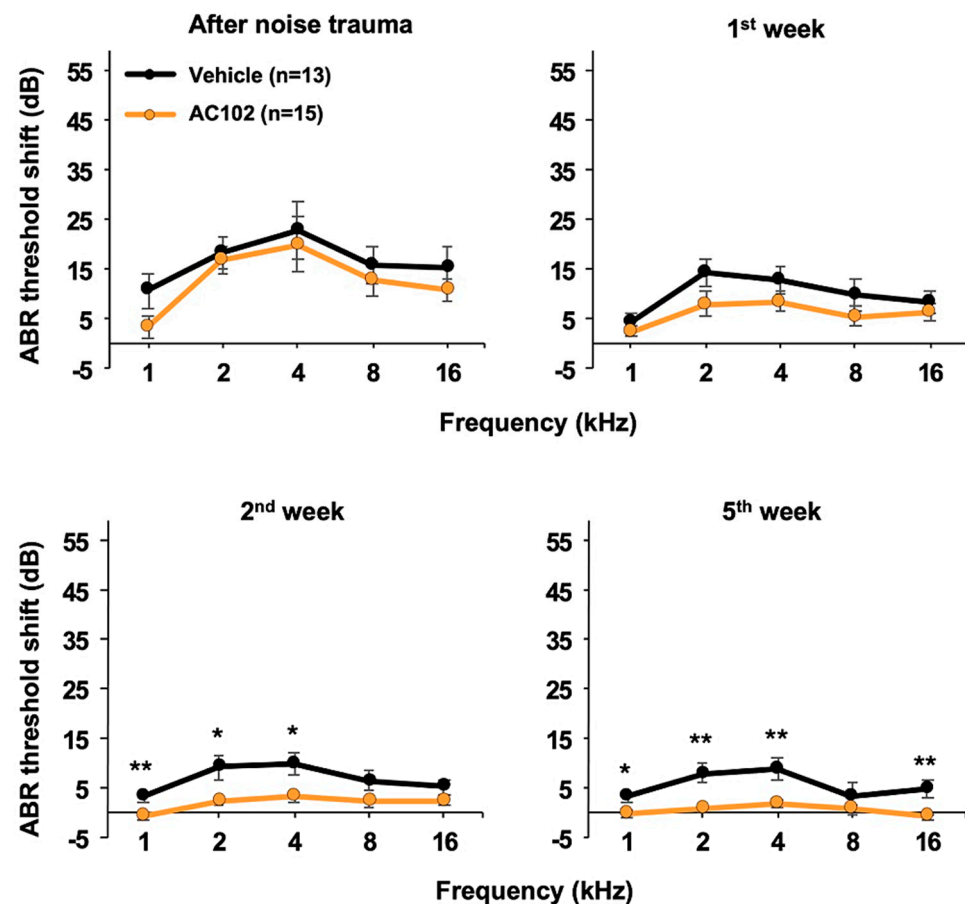 After noise trauma
ABR threshold shift (dB)
55
45
35
25
15
5
-5
Vehicle (n=13)
AC102 (n=15)
1 2 4 8 16
1st week
55
45
35
25
15
5
-5
1 2 4 8 16
Frequency (kHz)
2nd week
ABR threshold shift (dB)
55
45
35
25
15
5
-5
** * *
1 2 4 8 16
5th week
55
45
35
25
15
5
-5
* ** ** **
1 2 4 8 16
Frequency (kHz)